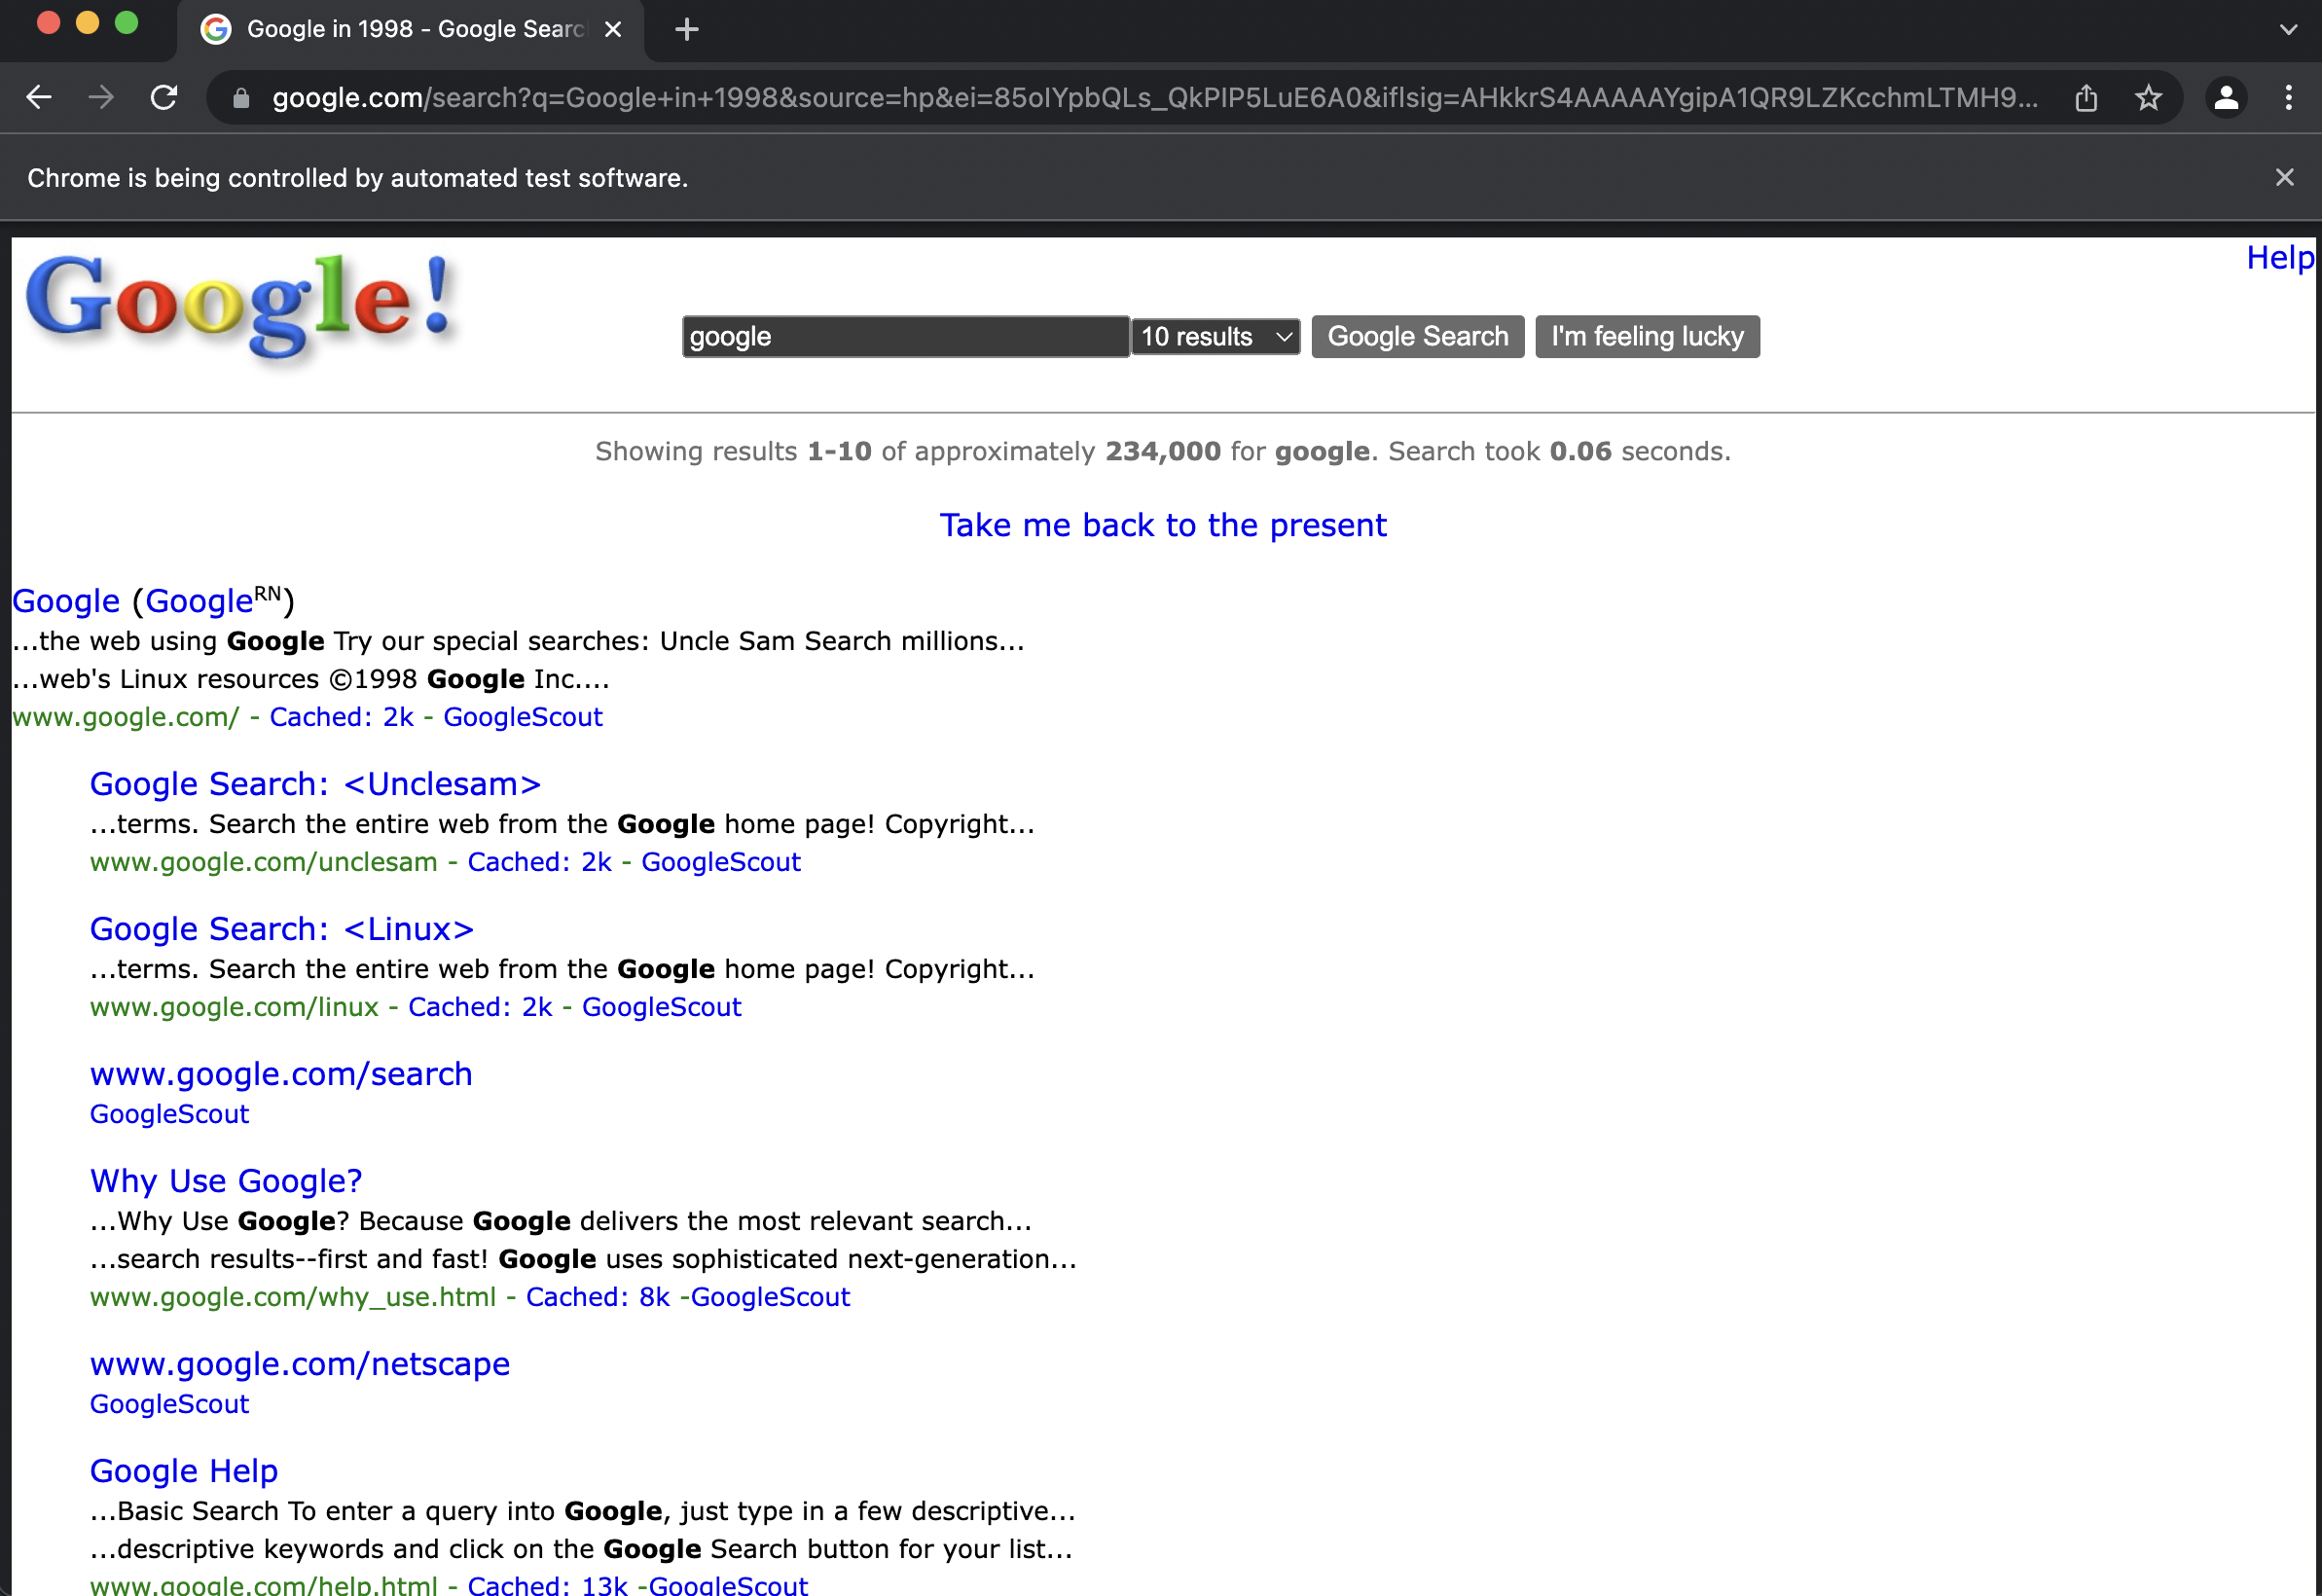 Google in 1998 - Google Searc
google.com/search?q=Google+in+1998&source=hp&ei=85oIYpbQLs_QkPIP5LuE6A0&iflsig=AHkkrS4AAAAAYgipA1QR9LZKcchmLTMH9...
Chrome is being controlled by automated test software.
Google!
Help
google 10 results Google Search I'm feeling lucky
Showing results 1-10 of approximately 234,000 for google. Search took 0.06 seconds.
Take me back to the present
Google (GoogleRN)
...the web using Google Try our special searches: Uncle Sam Search millions...
...web's Linux resources ©1998 Google Inc....
www.google.com/ - Cached: 2k - GoogleScout
Google Search: <Unclesam>
...terms. Search the entire web from the Google home page! Copyright...
www.google.com/unclesam - Cached: 2k - GoogleScout
Google Search: <Linux>
...terms. Search the entire web from the Google home page! Copyright...
www.google.com/linux - Cached: 2k - GoogleScout
www.google.com/search
GoogleScout
Why Use Google?
...Why Use Google? Because Google delivers the most relevant search...
...search results--first and fast! Google uses sophisticated next-generation...
www.google.com/why_use.html - Cached: 8k -GoogleScout
www.google.com/netscape
GoogleScout
Google Help
...Basic Search To enter a query into Google, just type in a few descriptive...
...descriptive keywords and click on the Google Search button for your list...
www.google.com/help.html - Cached: 13k -GoogleScout